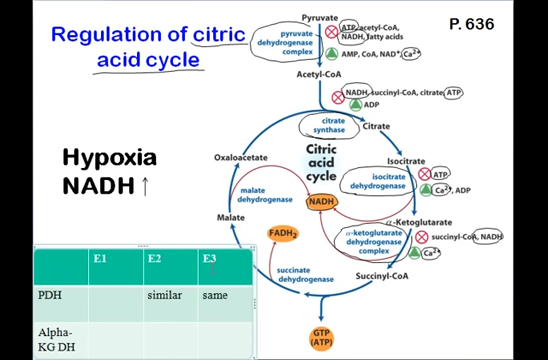 Regulation of citric
acid cycle
P. 636
Pyruvate
pyruvate
dehydrogenase
complex
ATP, acetyl-CoA,
NADH, fatty acids
AMP, CoA, NAD⁺, Ca²⁺
Acetyl-CoA
NADH, succinyl-CoA, citrate, ATP
ADP
citrate
synthase
Citrate
Hypoxia
NADH ↑
Oxaloacetate
Citric
acid
cycle
Isocitrate
isocitrate
dehydrogenase
ATP
Ca²⁺, ADP
malate
dehydrogenase
NADH
Malate
FADH₂
α-Ketoglutarate
α-ketoglutarate
dehydrogenase
complex
succinyl-CoA, NADH
Ca²⁺
succinate
dehydrogenase
Succinyl-CoA
GTP
(ATP)
E1 E2 E3
PDH similar same
Alpha-
KG DH